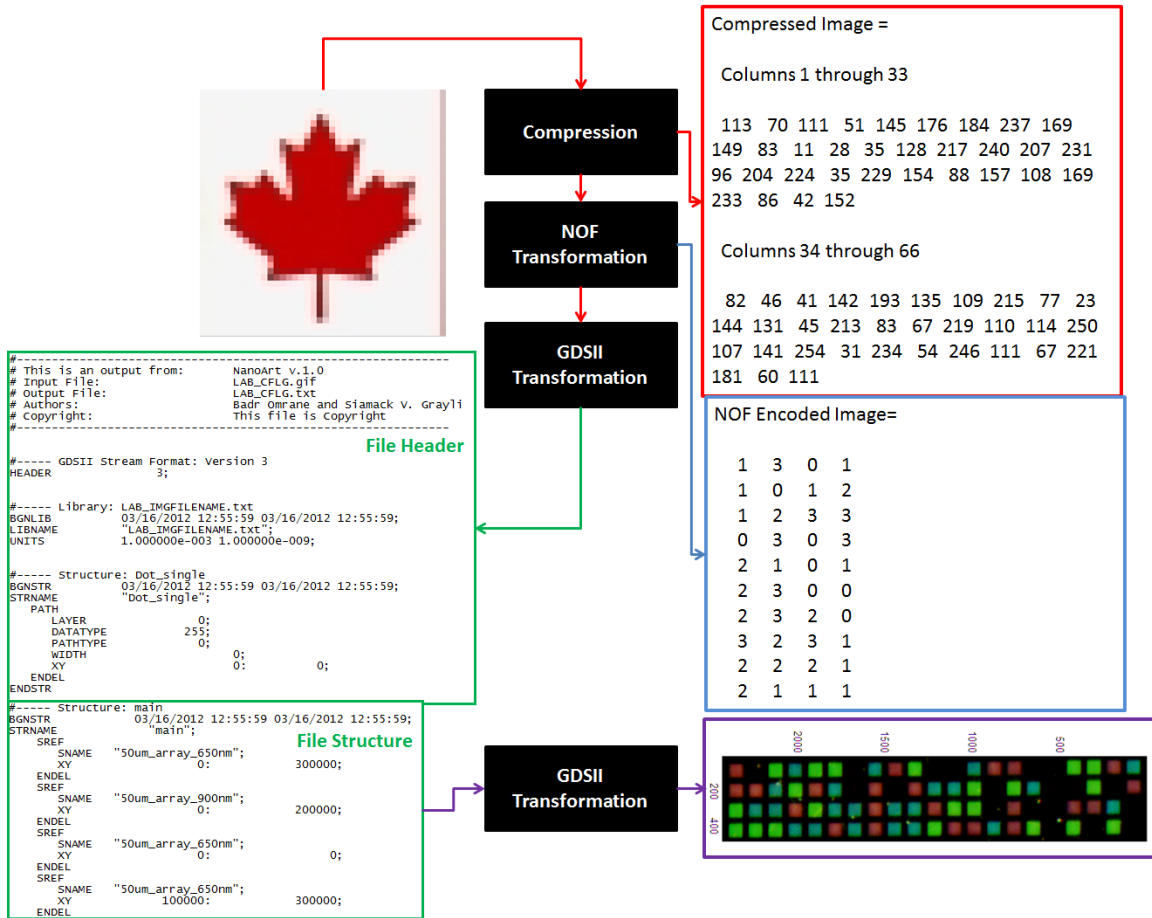 Compression
NOF
Transformation
GDSII
Transformation
Compressed Image =
Columns 1 through 33
113 70 111 51 145 176 184 237 169
149 83 11 28 35 128 217 240 207 231
96 204 224 35 229 154 88 157 108 169
233 86 42 152
Columns 34 through 66
82 46 41 142 193 135 109 215 77 23
144 131 45 213 83 67 219 110 114 250
107 141 254 31 234 54 246 111 67 221
181 60 111
NOF Encoded Image=
1 3 0 1
1 0 1 2
1 2 3 3
0 3 0 3
2 1 0 1
2 3 0 0
2 3 2 0
3 2 3 1
2 2 2 1
2 1 1 1
#----------------------------------------------------------------
# This is an output from: NanoArt v.1.0
# Input File: LAB_CFLG.gif
# Output File: LAB_CFLG.txt
# Authors: Badr Omrane and Siamack V. Grayli
# Copyright: This file is Copyright
#----------------------------------------------------------------
File Header
#----- GDSII Stream Format: Version 3
HEADER 3;
#----- Library: LAB_IMGFILENAME.txt
BGNLIB 03/16/2012 12:55:59 03/16/2012 12:55:59;
LIBNAME "LAB_IMGFILENAME.txt";
UNITS 1.000000e-003 1.000000e-009;
#----- Structure: Dot_single
BGNSTR 03/16/2012 12:55:59 03/16/2012 12:55:59;
STRNAME "Dot_single";
PATH
LAYER 0;
DATATYPE 255;
PATHTYPE 0;
WIDTH 0;
XY 0: 0;
ENDEL
ENDSTR
#----- Structure: main
BGNSTR 03/16/2012 12:55:59 03/16/2012 12:55:59;
STRNAME "main";
File Structure
SREF
SNAME "50um_array_650nm";
XY 0: 300000;
ENDEL
SREF
SNAME "50um_array_900nm";
XY 0: 200000;
ENDEL
SREF
SNAME "50um_array_650nm";
XY 0: 0;
ENDEL
SREF
SNAME "50um_array_650nm";
XY 100000: 300000;
ENDEL
GDSII
Transformation
2000 1500 1000 500
200
400